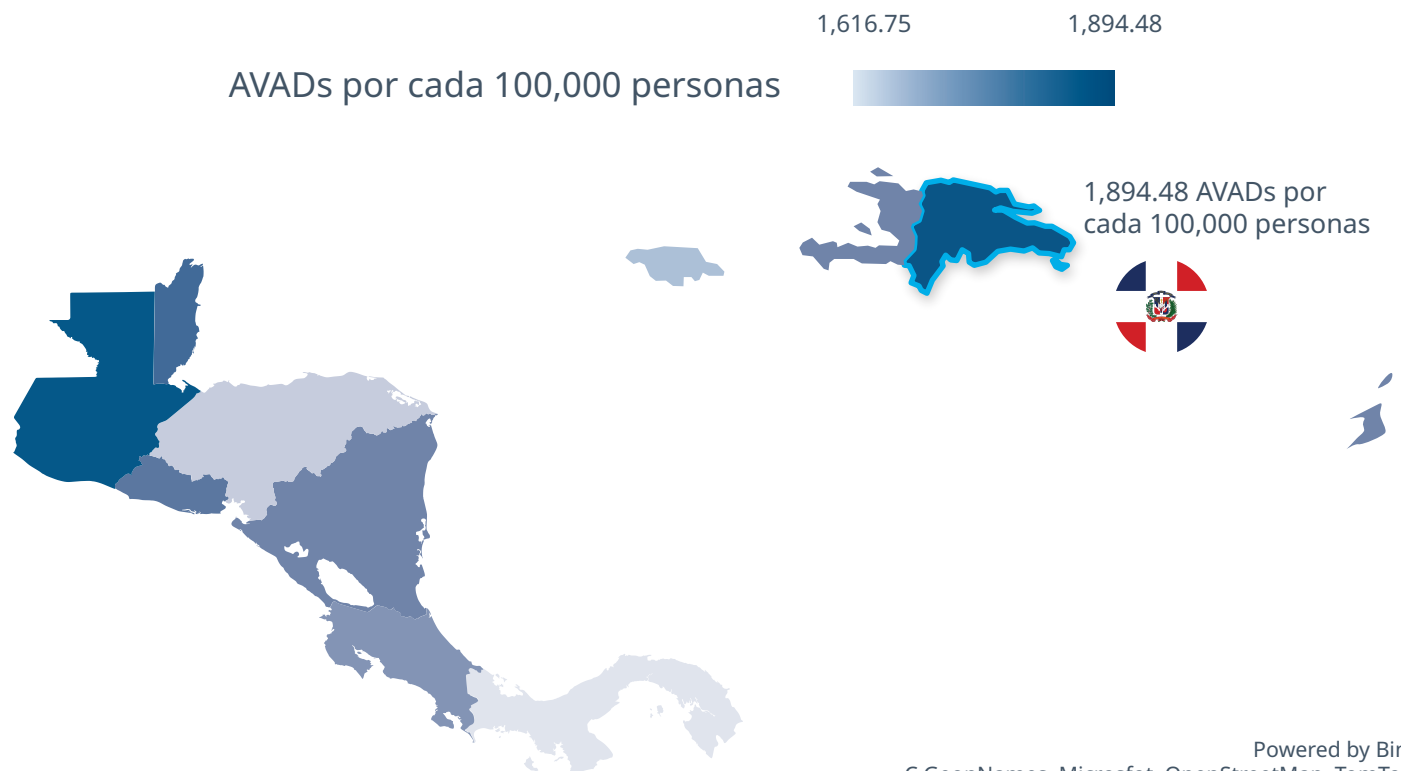 1,616.75 1,894.48
AVADs por cada 100,000 personas
1,894.48 AVADs por
cada 100,000 personas
Powered by Bin